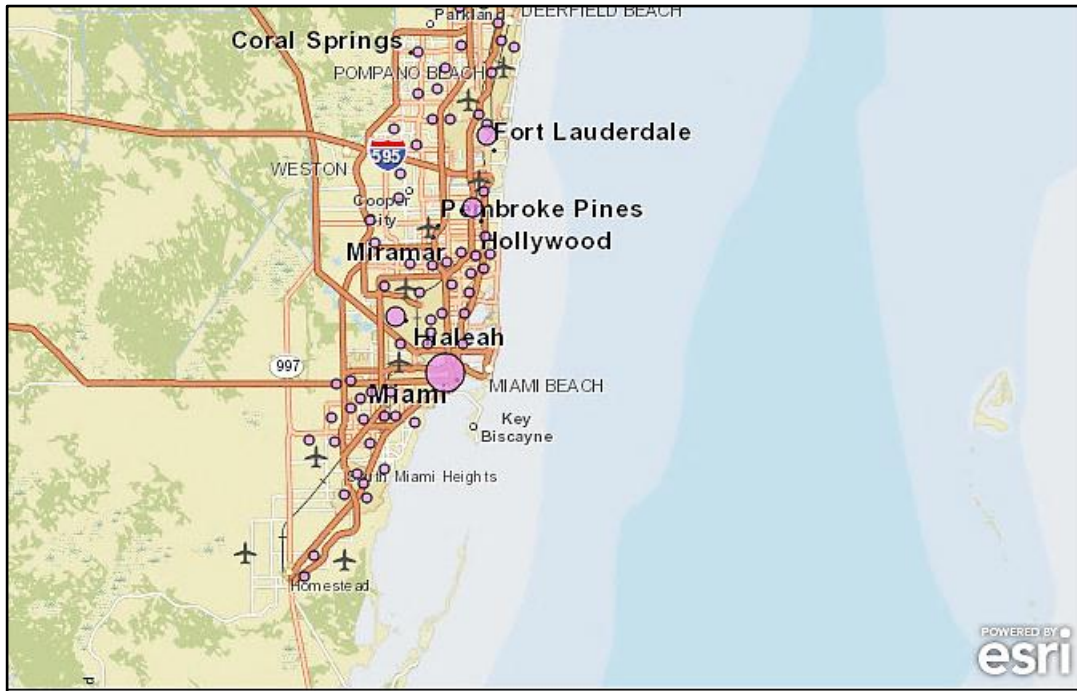 Parkland
DEERFIELD BEACH
Coral Springs
POMPANO BEACH
Fort Lauderdale
595
WESTON
Cooper
City
Pembroke Pines
Hollywood
Miramar
Hialeah
997
Miami
MIAMI BEACH
Key
Biscayne
South Miami Heights
Homestead
POWERED BY
esri